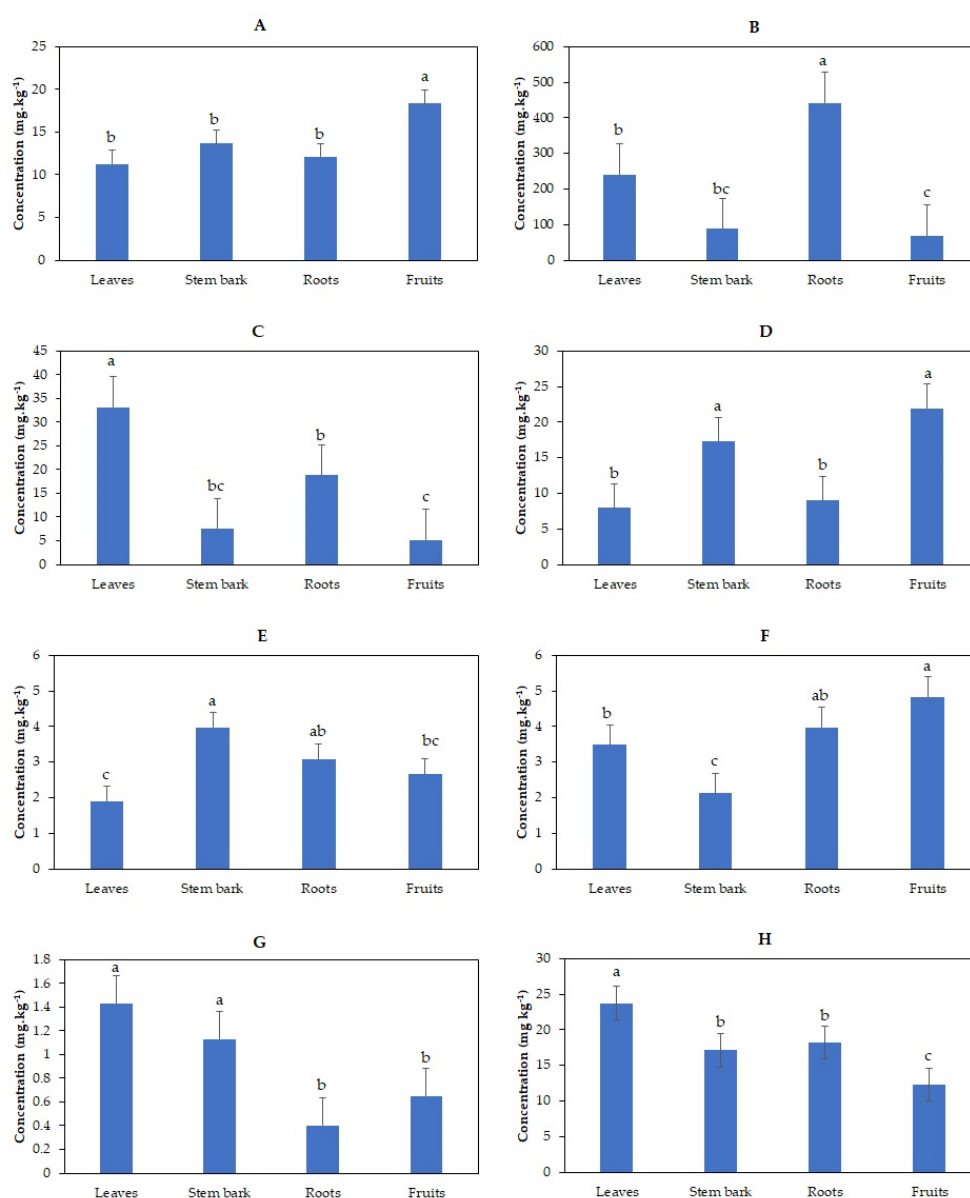 A
Concentration (mg.kg⁻¹)
25
20
15
10
5
0
b
b
b
a
Leaves Stem bark Roots Fruits
B
Concentration (mg.kg⁻¹)
600
500
400
300
200
100
0
b
bc
a
c
Leaves Stem bark Roots Fruits
C
Concentration (mg.kg⁻¹)
45
40
35
30
25
20
15
10
5
0
a
bc
b
c
Leaves Stem bark Roots Fruits
D
Concentration (mg.kg⁻¹)
30
25
20
15
10
5
0
b
a
b
a
Leaves Stem bark Roots Fruits
E
Concentration (mg.kg⁻¹)
6
5
4
3
2
1
0
c
a
ab
bc
Leaves Stem bark Roots Fruits
F
Concentration (mg.kg⁻¹)
6
5
4
3
2
1
0
b
c
ab
a
Leaves Stem bark Roots Fruits
G
Concentration (mg.kg⁻¹)
1.8
1.6
1.4
1.2
1
0.8
0.6
0.4
0.2
0
a
a
b
b
Leaves Stem bark Roots Fruits
H
Concentration (mg kg⁻¹)
30
25
20
15
10
5
0
a
b
b
c
Leaves Stem bark Roots Fruits